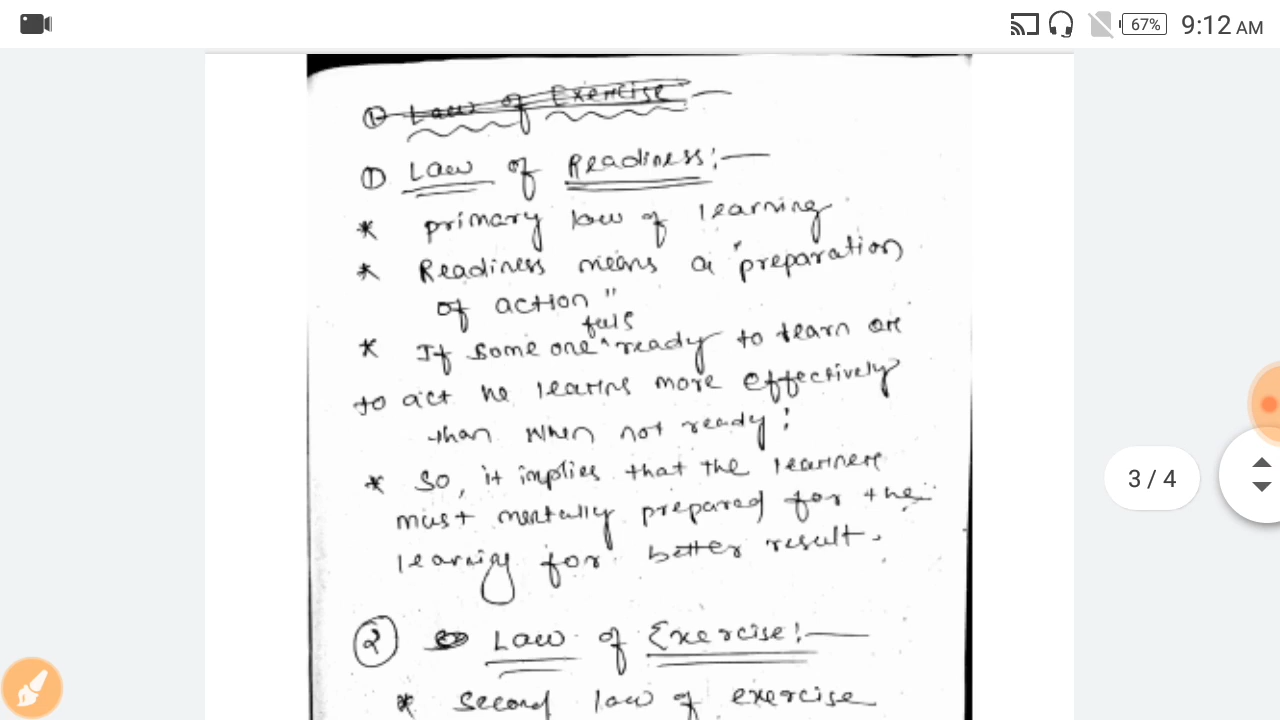 67%
9:12 AM
① Law of Exercise —
① Law of Readiness :—
* primary law of learning
* Readiness means a "preparation
of action"
feels
* If some one ^ ready to learn or
to act he learns more effectively
than when not ready :
* So, it implies that the learners
must mentally prepared for the
learning for better result.
② Law of Exercise :—
* Second law of exercise
3 / 4